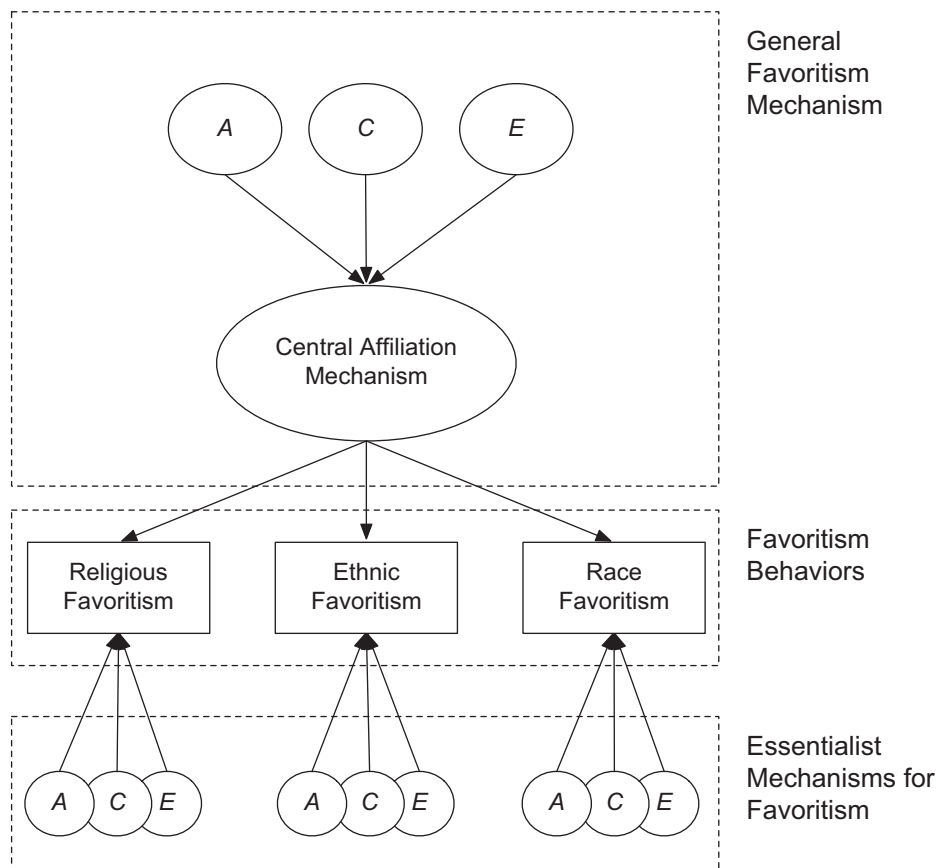 General
Favoritism
Mechanism
A C E
Central Affiliation
Mechanism
Favoritism
Behaviors
Religious
Favoritism
Ethnic
Favoritism
Race
Favoritism
Essentialist
Mechanisms for
Favoritism
A C E
A C E
A C E